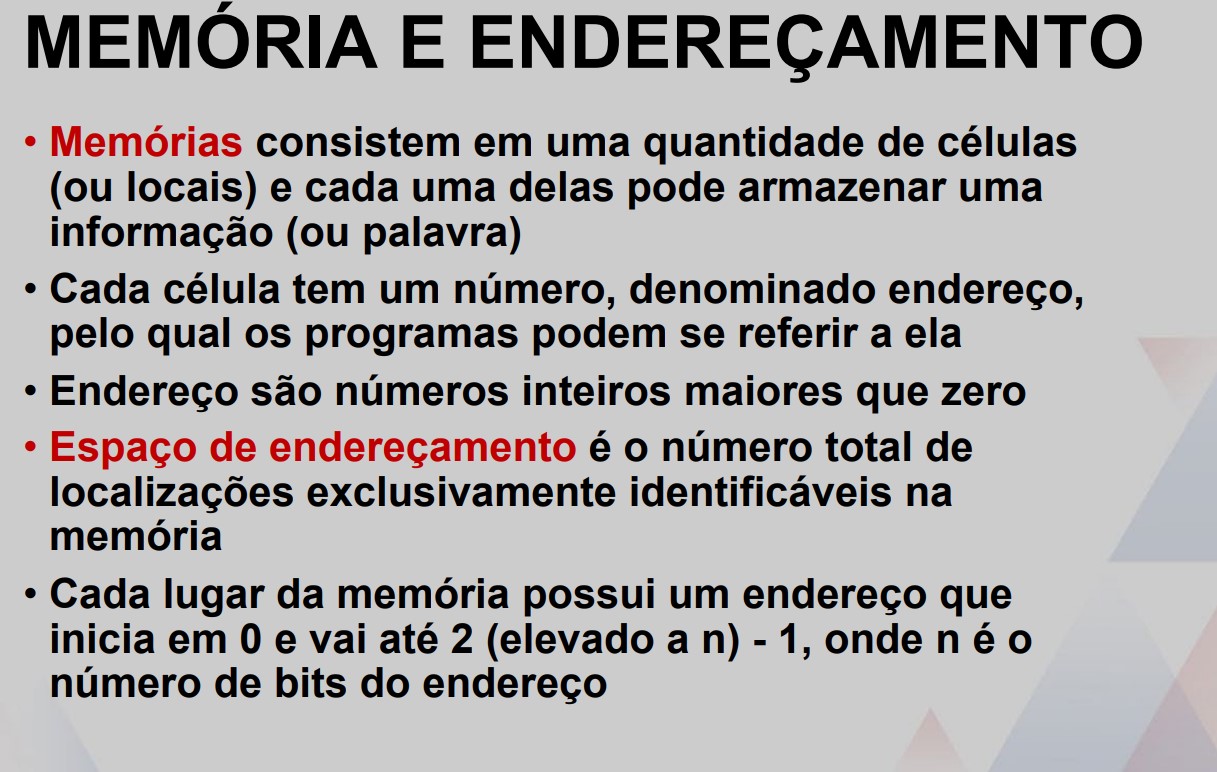 MEMÓRIA E ENDEREÇAMENTO
• Memórias consistem em uma quantidade de células
(ou locais) e cada uma delas pode armazenar uma
informação (ou palavra)
• Cada célula tem um número, denominado endereço,
pelo qual os programas podem se referir a ela
• Endereço são números inteiros maiores que zero
• Espaço de endereçamento é o número total de
localizações exclusivamente identificáveis na
memória
• Cada lugar da memória possui um endereço que
inicia em 0 e vai até 2 (elevado a n) - 1, onde n é o
número de bits do endereço